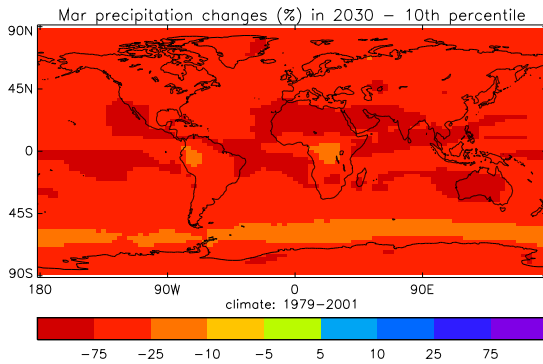 Mar precipitation changes (%) in 2030 - 10th percentile
90N
45N
0
45S
90S
180 90W 0 90E
climate: 1979-2001
-75 -25 -10 -5 5 10 25 75